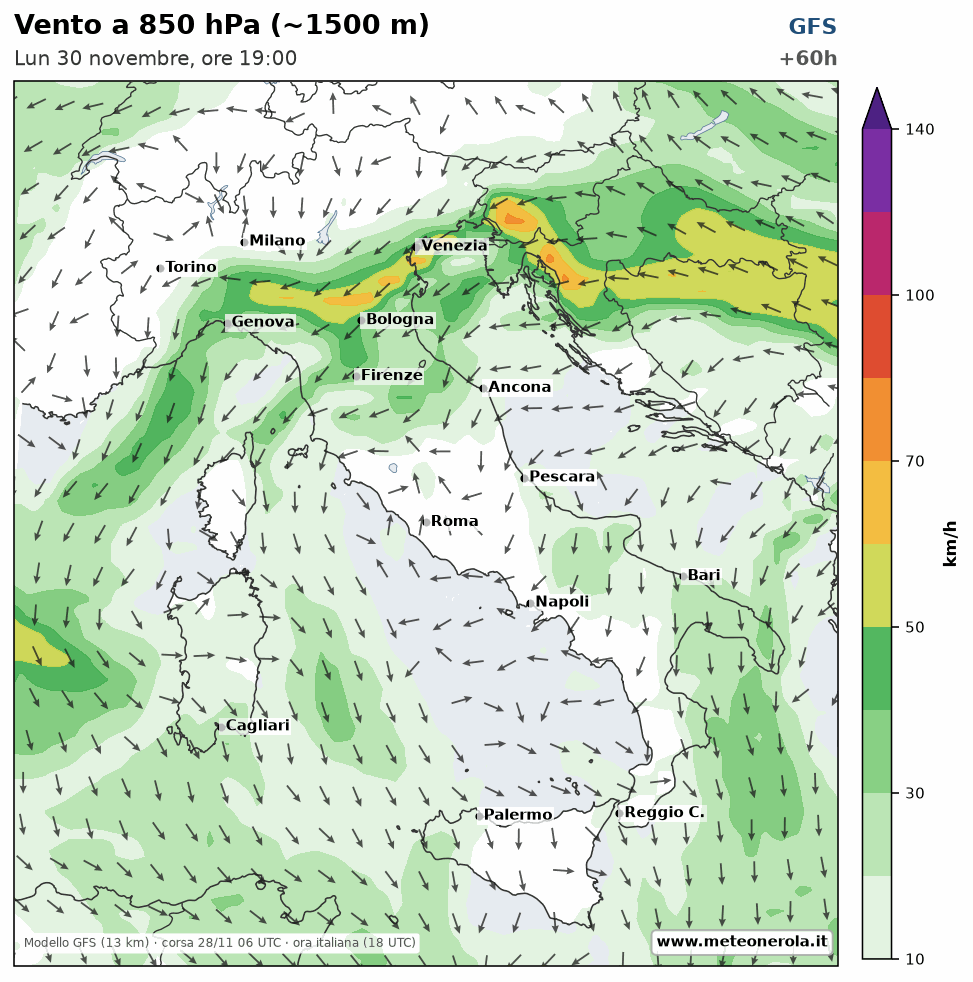 Vento a 850 hPa (~1500 m)
GFS
Lun 30 novembre, ore 19:00
+60h
140
Milano
Venezia
Torino
100
Genova
Bologna
Firenze
Ancona
70
Pescara
Roma
km/h
Bari
Napoli
50
Cagliari
30
Palermo
Reggio C.
Modello GFS (13 km) · corsa 28/11 06 UTC · ora italiana (18 UTC)
www.meteonerola.it
10